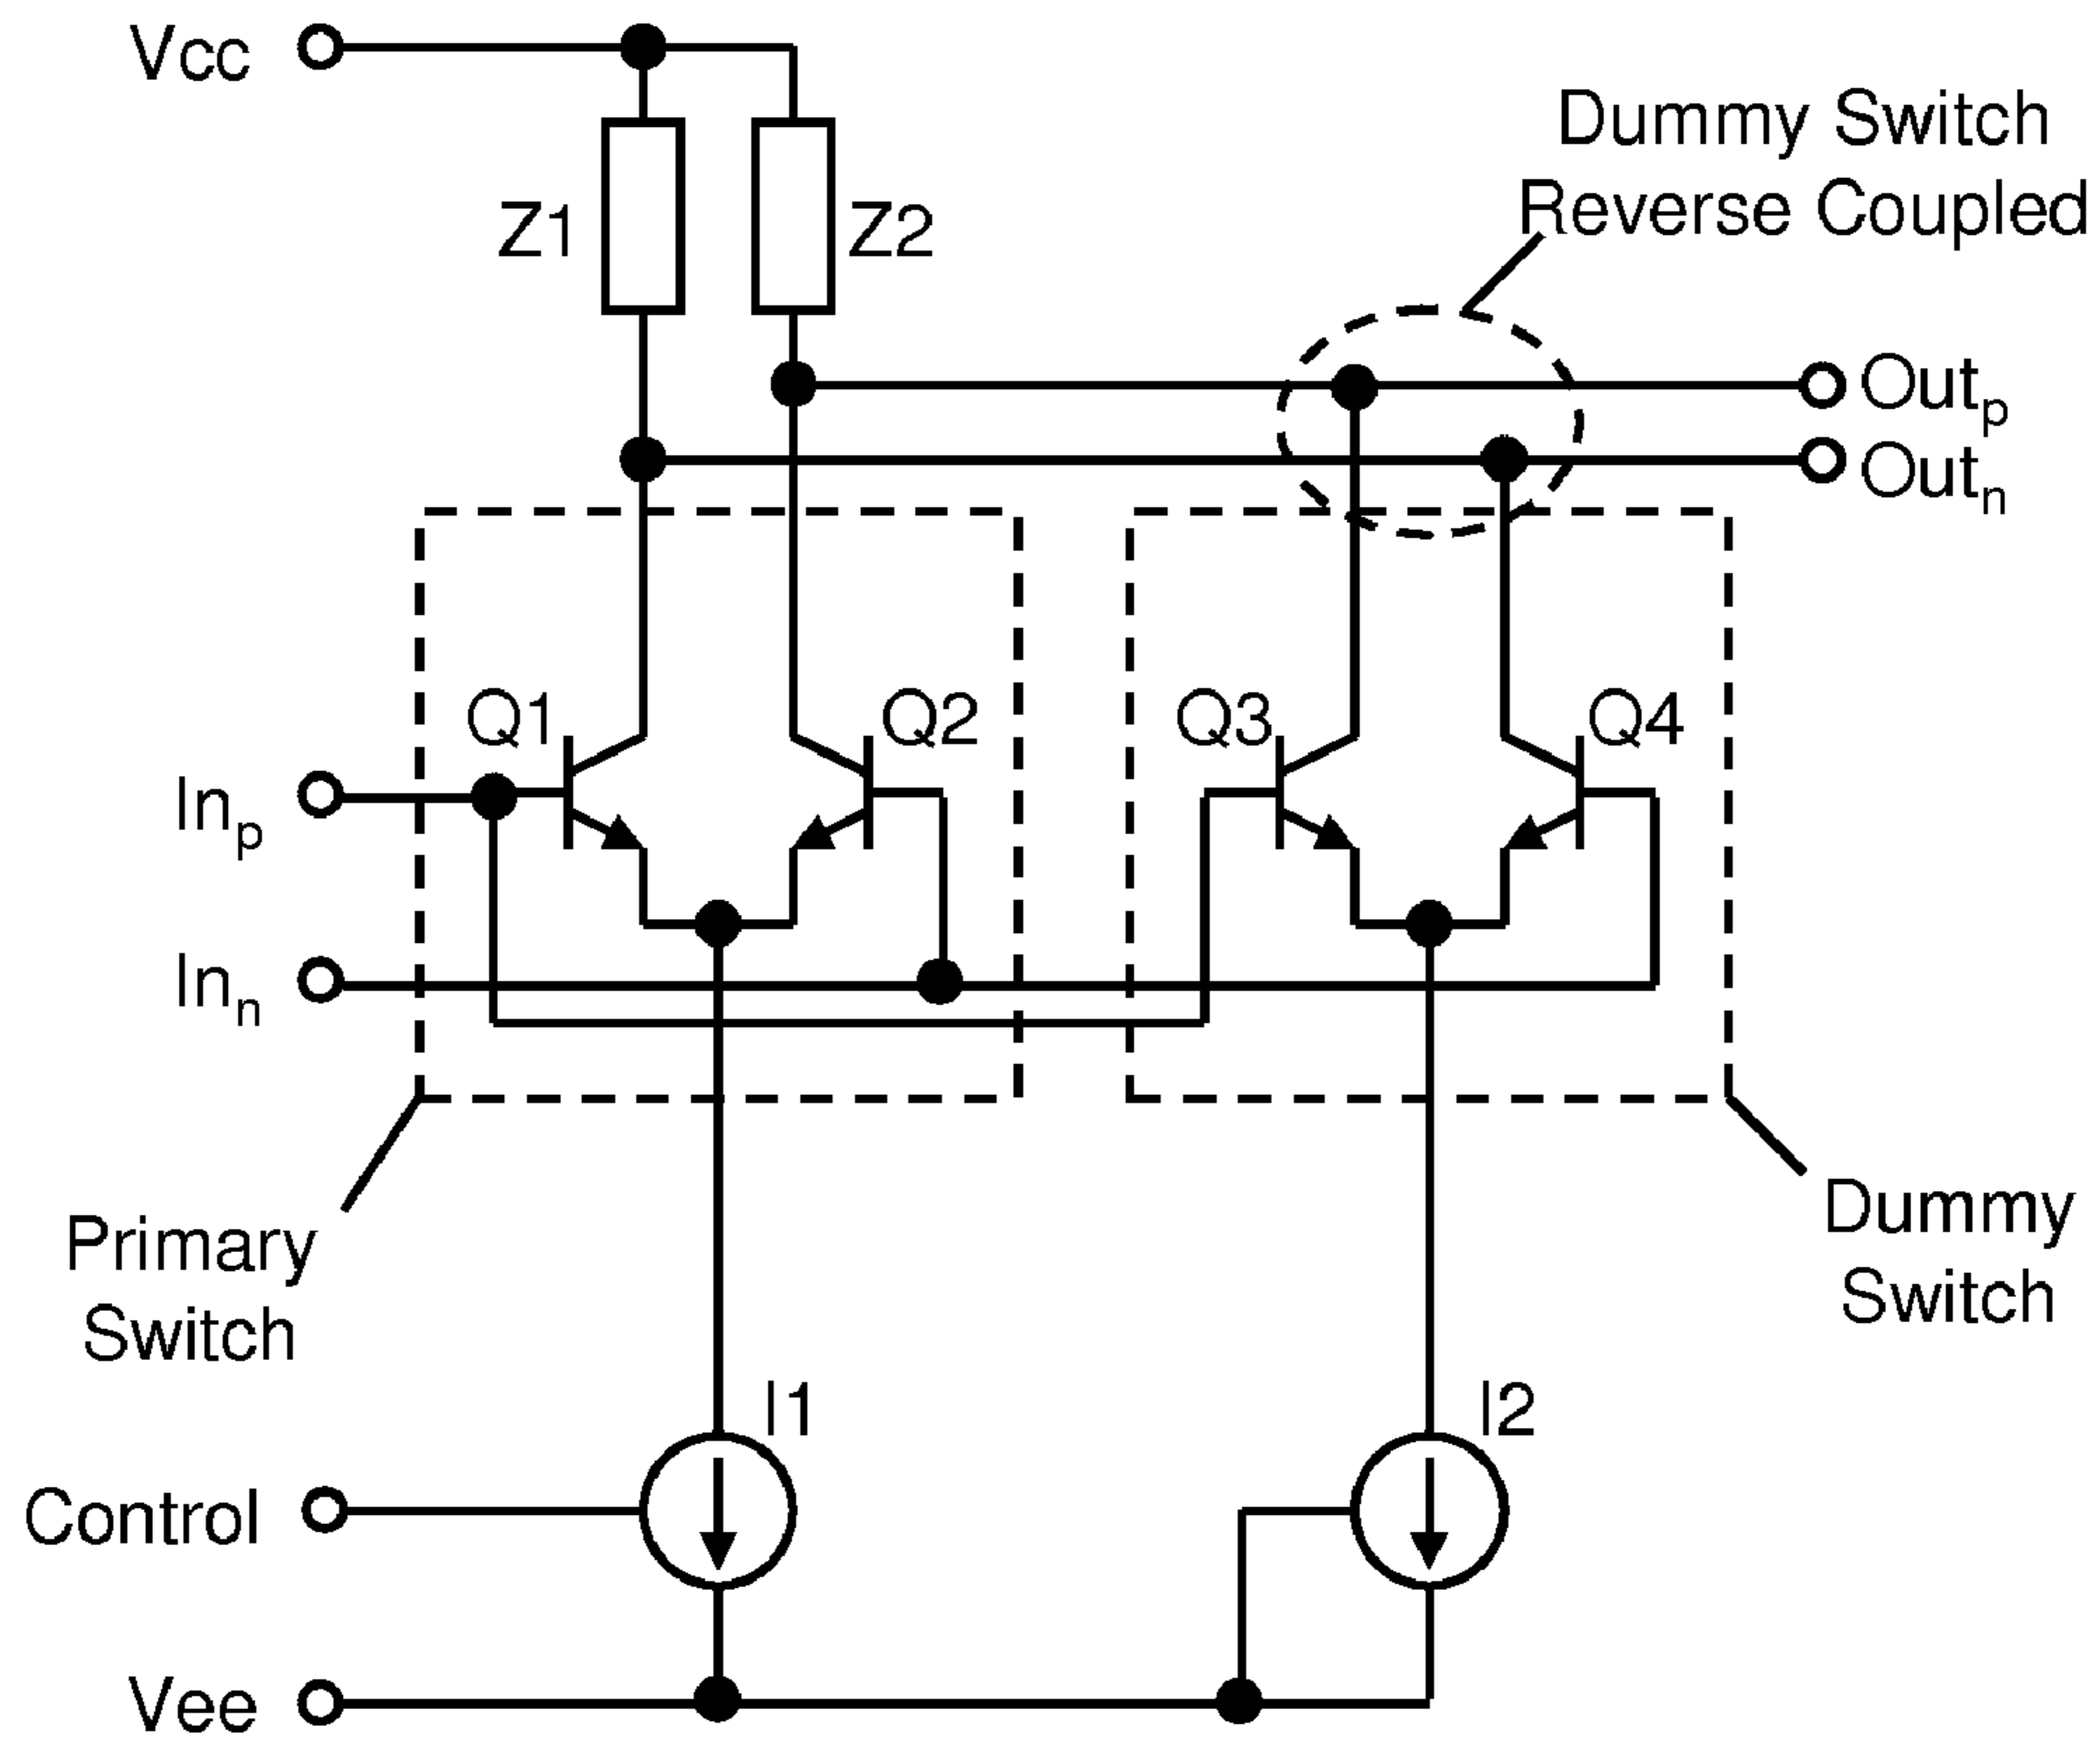 Vcc
Dummy Switch
Reverse Coupled
Z1
Z2
Outp
Outn
Q1
Q2
Q3
Q4
Inp
Inn
Primary
Switch
Dummy
Switch
I1
I2
Control
Vee